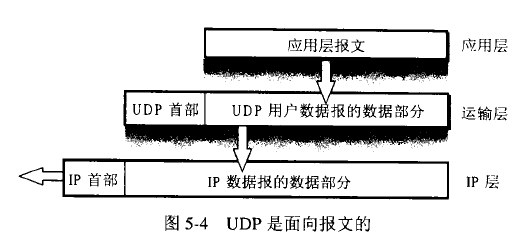 应用层报文 应用层
UDP 首部 UDP 用户数据报的数据部分 运输层
IP 首部 IP 数据报的数据部分 IP 层
图 5-4 UDP 是面向报文的